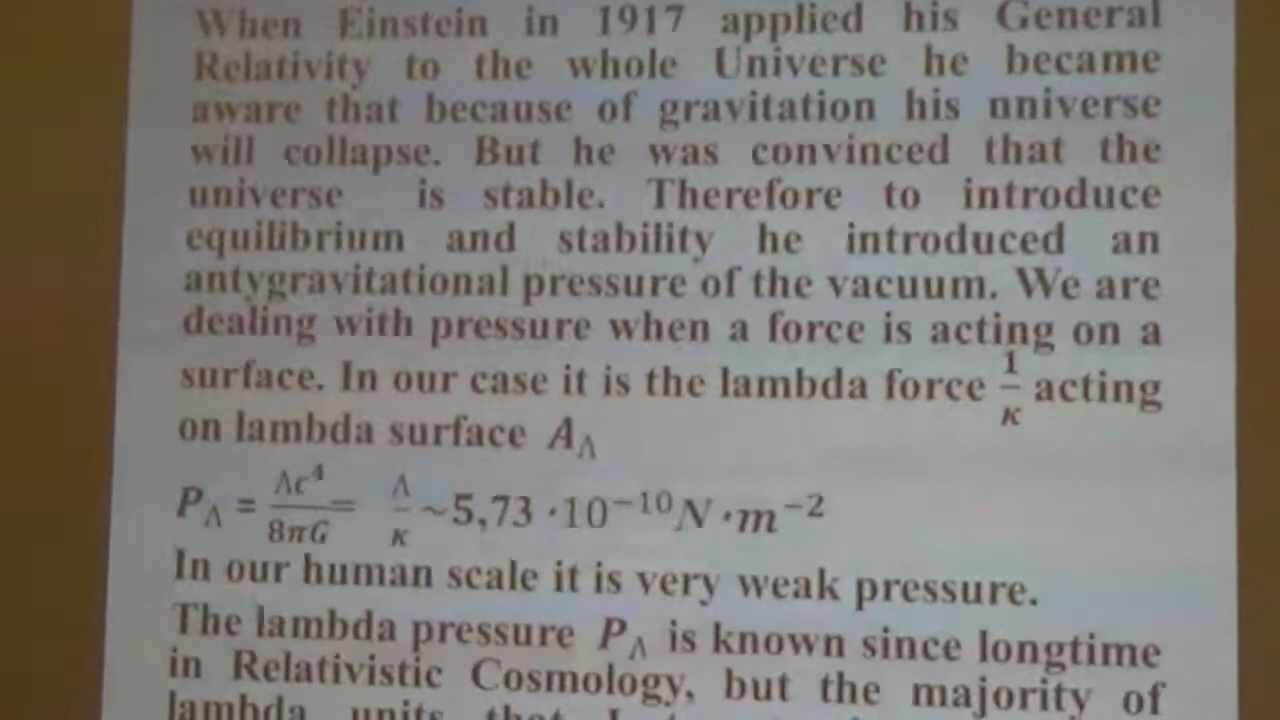 When Einstein in 1917 applied his General
Relativity to the whole Universe he became
aware that because of gravitation his nniverse
will collapse. But he was convinced that the
universe is stable. Therefore to introduce
equilibrium and stability he introduced an
antygravitational pressure of the vacuum. We are
dealing with pressure when a force is acting on a
surface. In our case it is the lambda force 1/κ acting
on lambda surface A_Λ
P_Λ = Λc⁴/8πG = Λ/κ ~5,73 · 10⁻¹⁰ N · m⁻²
In our human scale it is very weak pressure.
The lambda pressure P_Λ is known since longtime
in Relativistic Cosmology, but the majority of
lambda units that I